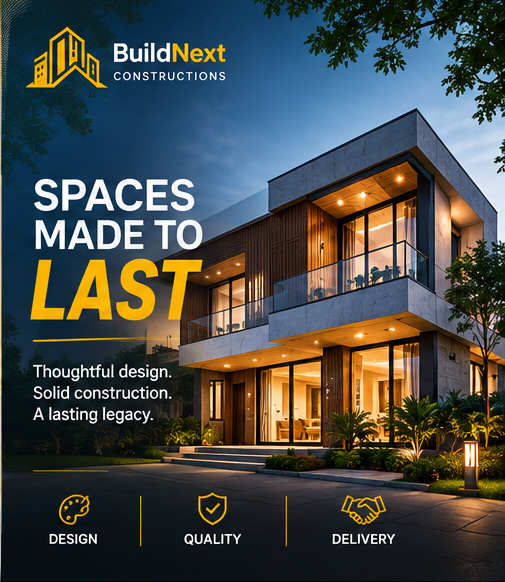 BuildNext
CONSTRUCTIONS
SPACES
MADE TO
LAST
Thoughtful design.
Solid construction.
A lasting legacy.
DESIGN
QUALITY
DELIVERY